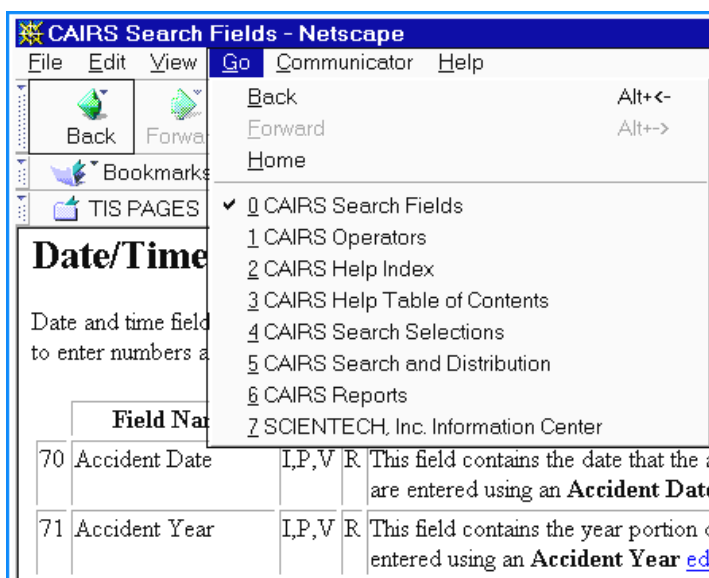 CAIRS Search Fields - Netscape
File Edit View Go Communicator Help
Back Forwa
Bookmarks
TIS PAGES
Back Alt+<-
Forward Alt+->
Home
✔ 0 CAIRS Search Fields
1 CAIRS Operators
2 CAIRS Help Index
3 CAIRS Help Table of Contents
4 CAIRS Search Selections
5 CAIRS Search and Distribution
6 CAIRS Reports
7 SCIENTECH, Inc. Information Center
Date/Time
Date and time field
to enter numbers a
Field Nar
70 Accident Date I,P,V R This field contains the date that the a
are entered using an Accident Date
71 Accident Year I,P,V R This field contains the year portion o
entered using an Accident Year ed